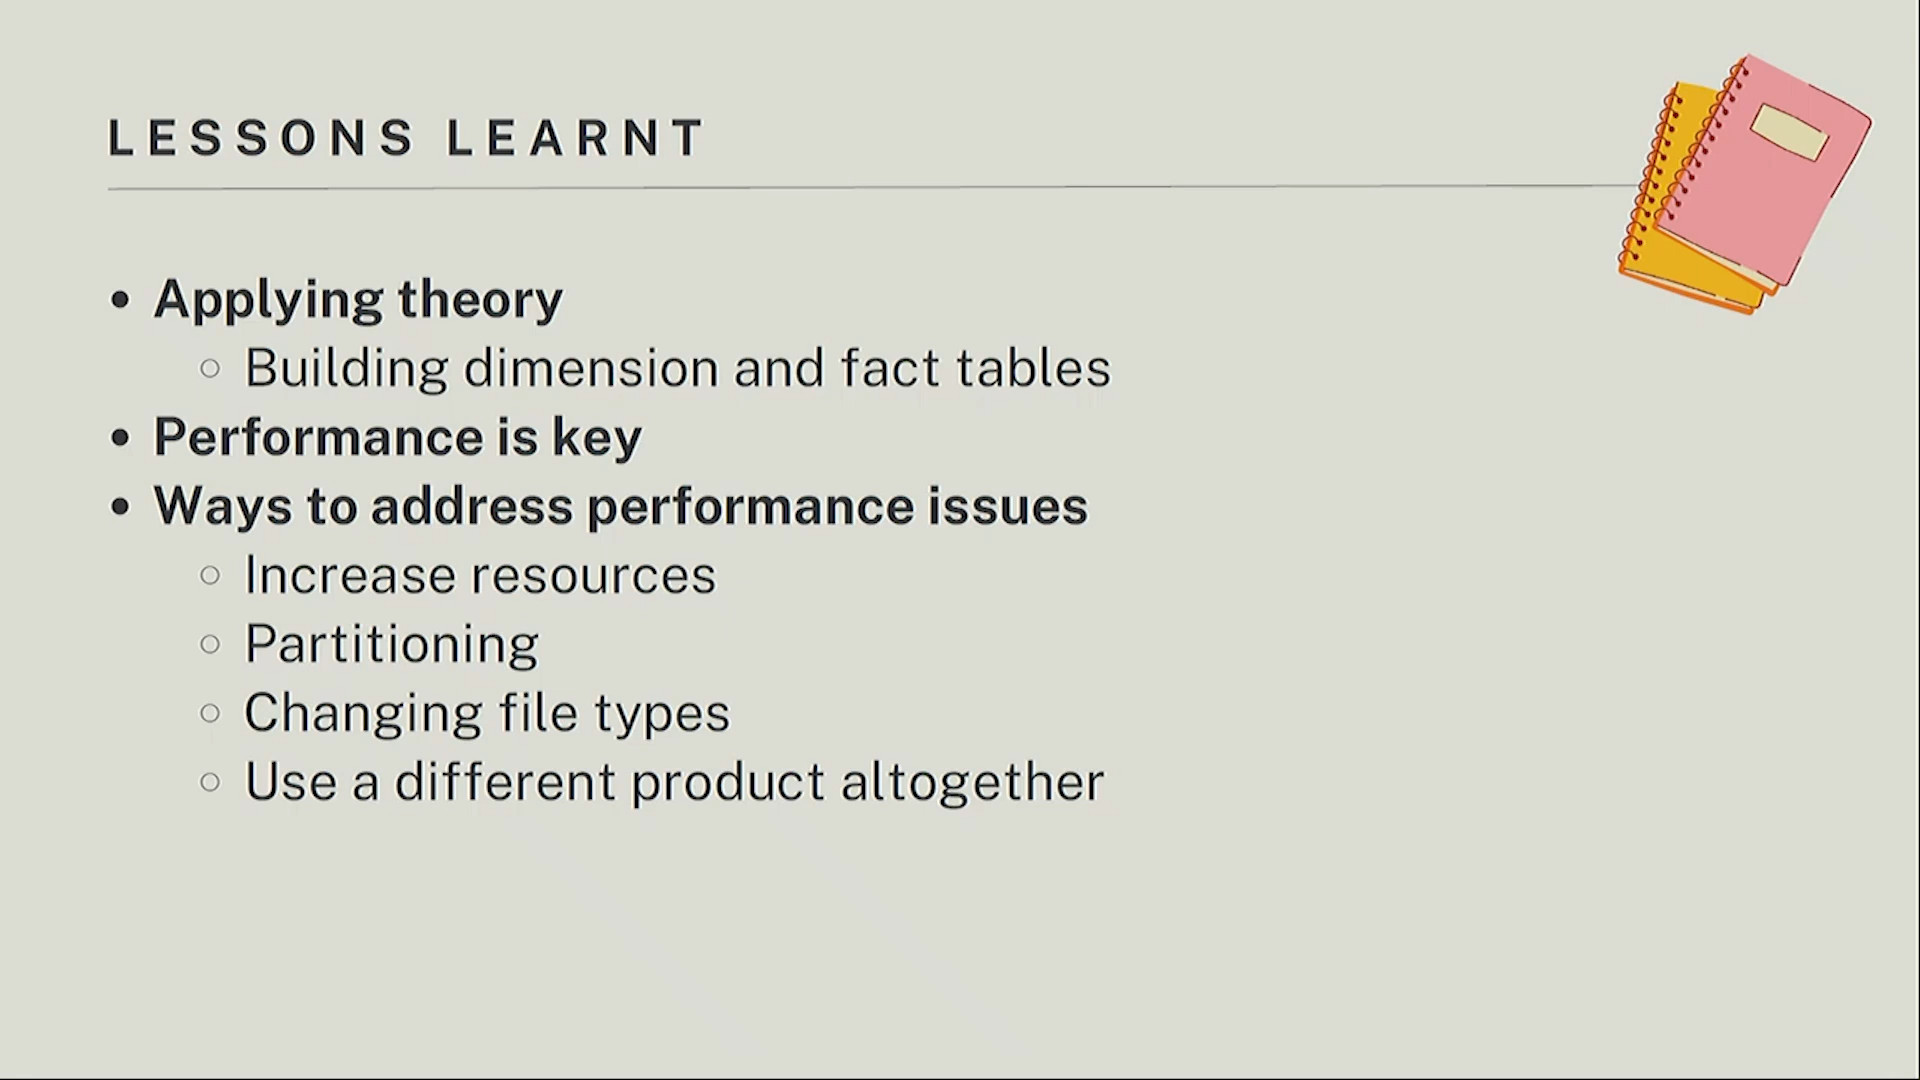 LESSONS LEARNT
• Applying theory
○ Building dimension and fact tables
• Performance is key
• Ways to address performance issues
○ Increase resources
○ Partitioning
○ Changing file types
○ Use a different product altogether